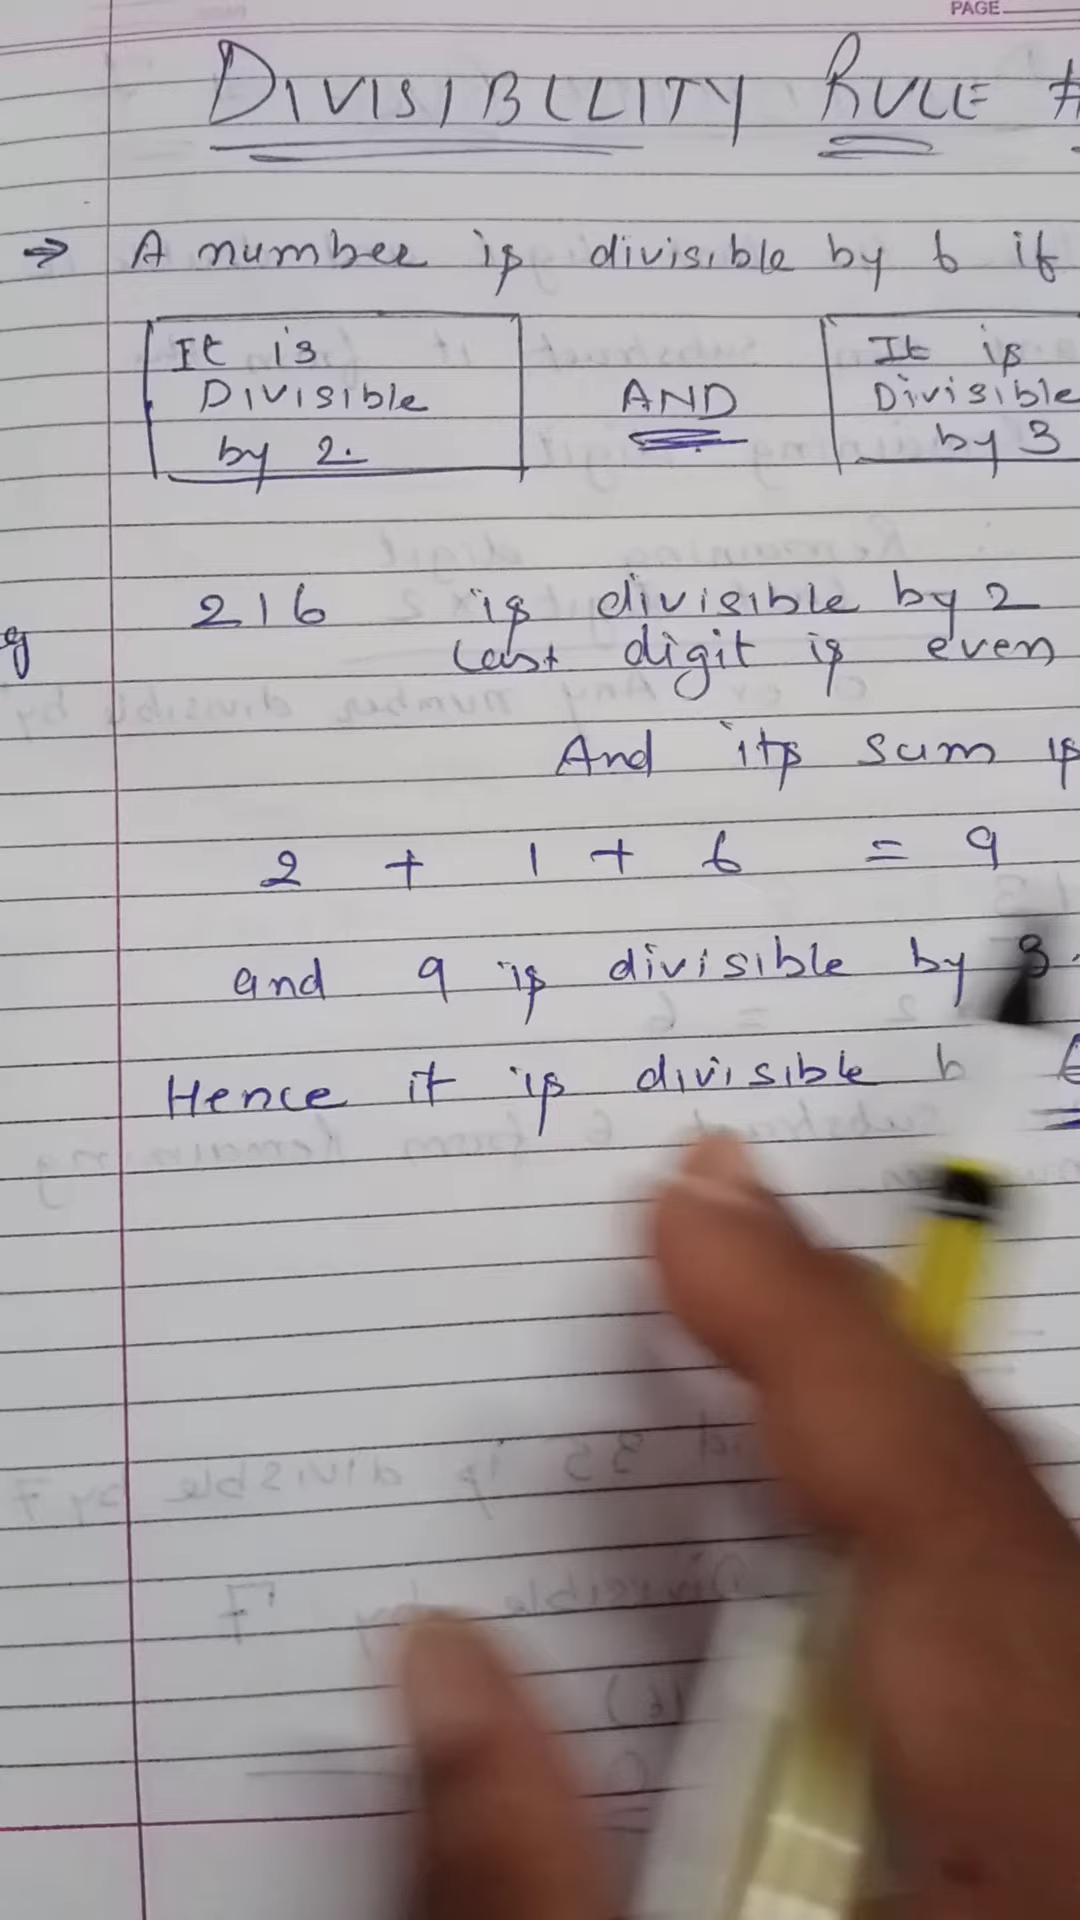 PAGE
DIVISIBLLITY RULE #
⇒ A number is divisible by 6 if
It is
Divisible
by 2.
AND
It is
Divisible
by 3
eg 216 is divisible by 2
Last digit is even
And its sum is
2 + 1 + 6 = 9
and 9 is divisible by 3.
Hence it is divisible b